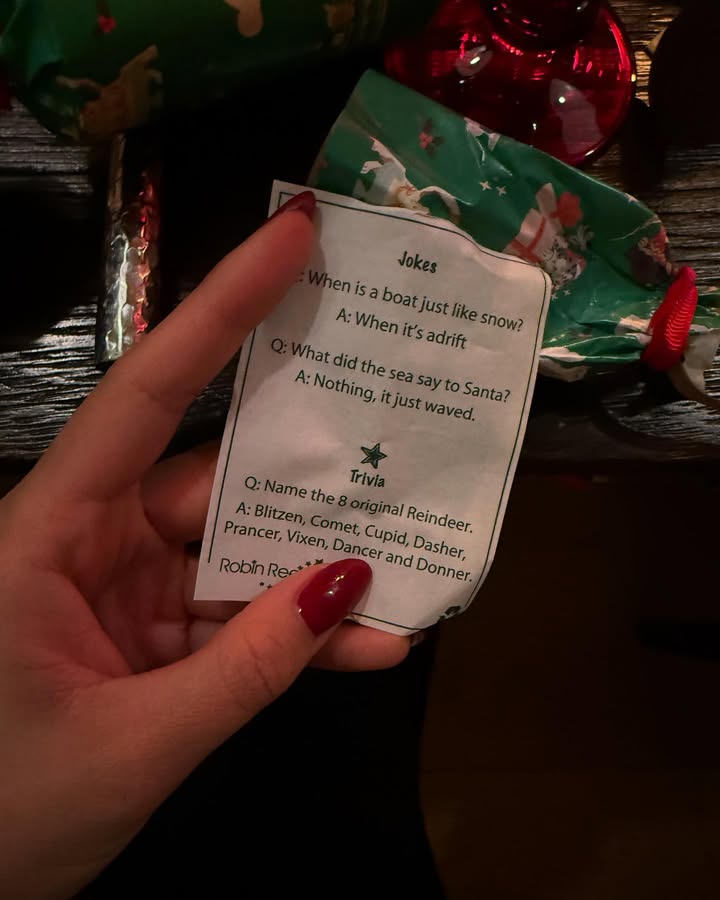 Jokes
: When is a boat just like snow?
A: When it's adrift
Q: What did the sea say to Santa?
A: Nothing, it just waved.
Trivia
Q: Name the 8 original Reindeer.
A: Blitzen, Comet, Cupid, Dasher,
Prancer, Vixen, Dancer and Donner.
Robin